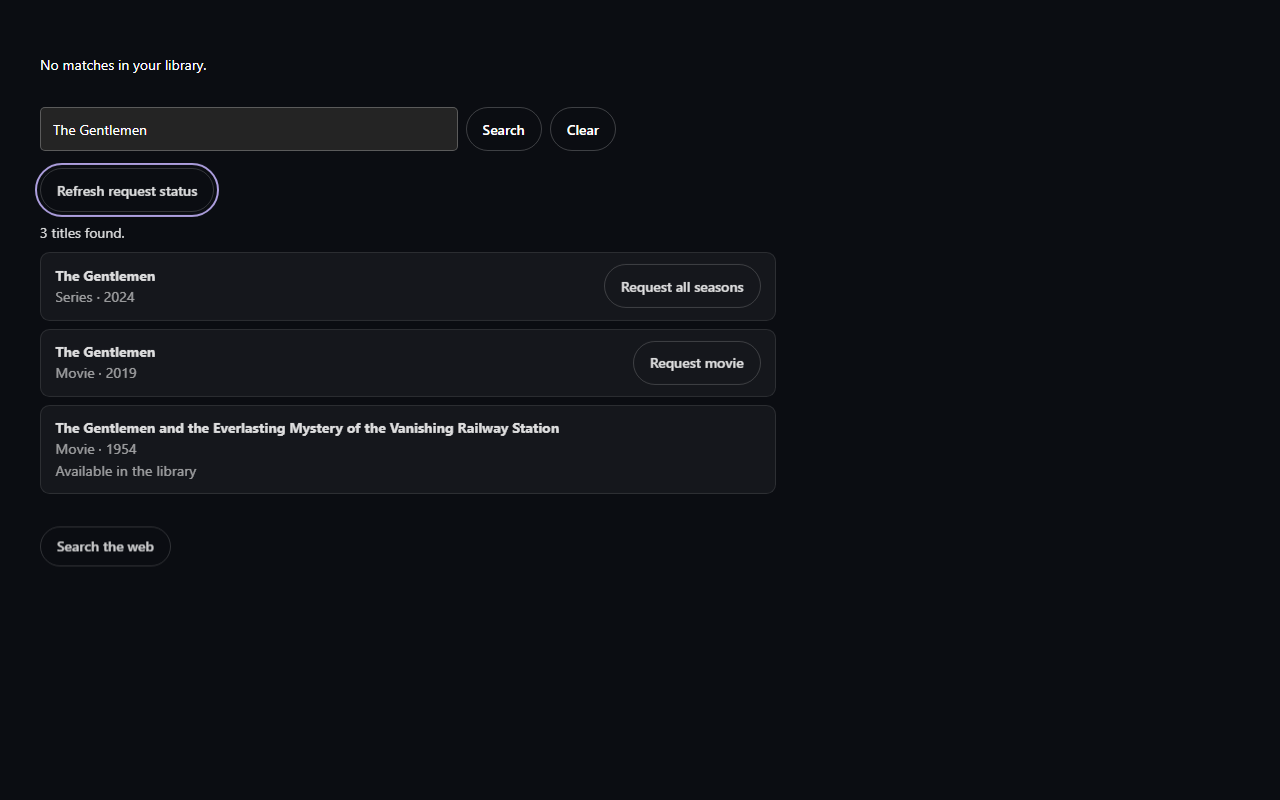 No matches in your library.
The Gentlemen
Search
Clear
Refresh request status
3 titles found.
The Gentlemen
Series · 2024
Request all seasons
The Gentlemen
Movie · 2019
Request movie
The Gentlemen and the Everlasting Mystery of the Vanishing Railway Station
Movie · 1954
Available in the library
Search the web